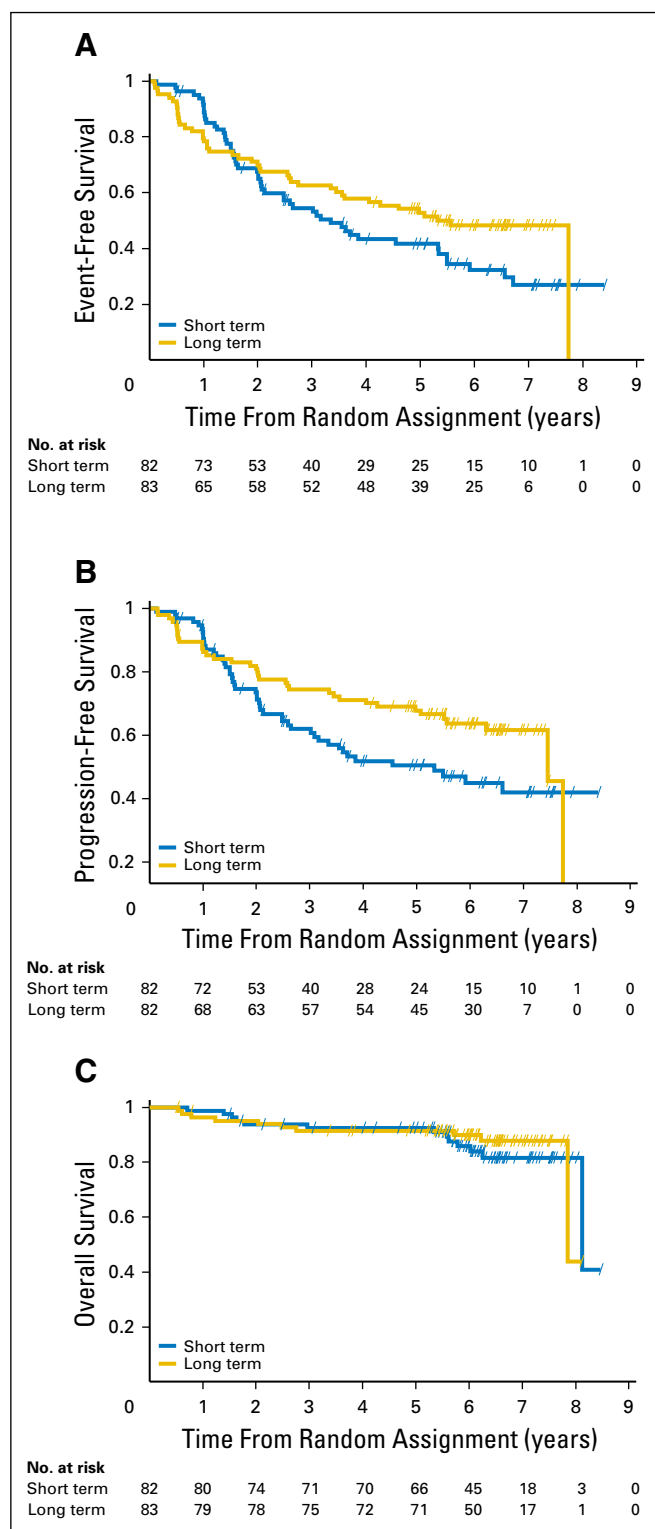 A
Event-Free Survival
1
0.8
0.6
0.4
0.2
Short term
Long term
0 1 2 3 4 5 6 7 8 9
Time From Random Assignment (years)
No. at risk
Short term 82 73 53 40 29 25 15 10 1 0
Long term 83 65 58 52 48 39 25 6 0 0
B
Progression-Free Survival
1
0.8
0.6
0.4
0.2
Short term
Long term
0 1 2 3 4 5 6 7 8 9
Time From Random Assignment (years)
No. at risk
Short term 82 72 53 40 28 24 15 10 1 0
Long term 82 68 63 57 54 45 30 7 0 0
C
Overall Survival
1
0.8
0.6
0.4
0.2
Short term
Long term
0 1 2 3 4 5 6 7 8 9
Time From Random Assignment (years)
No. at risk
Short term 82 80 74 71 70 66 45 18 3 0
Long term 83 79 78 75 72 71 50 17 1 0